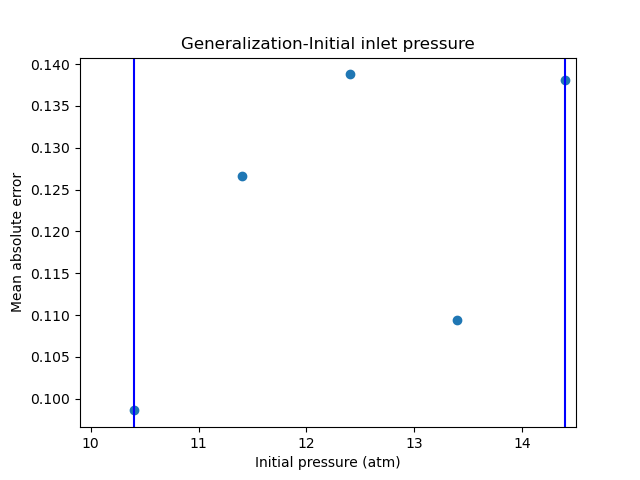 Generalization-Initial inlet pressure
Mean absolute error
0.140
0.135
0.130
0.125
0.120
0.115
0.110
0.105
0.100
10 11 12 13 14
Initial pressure (atm)